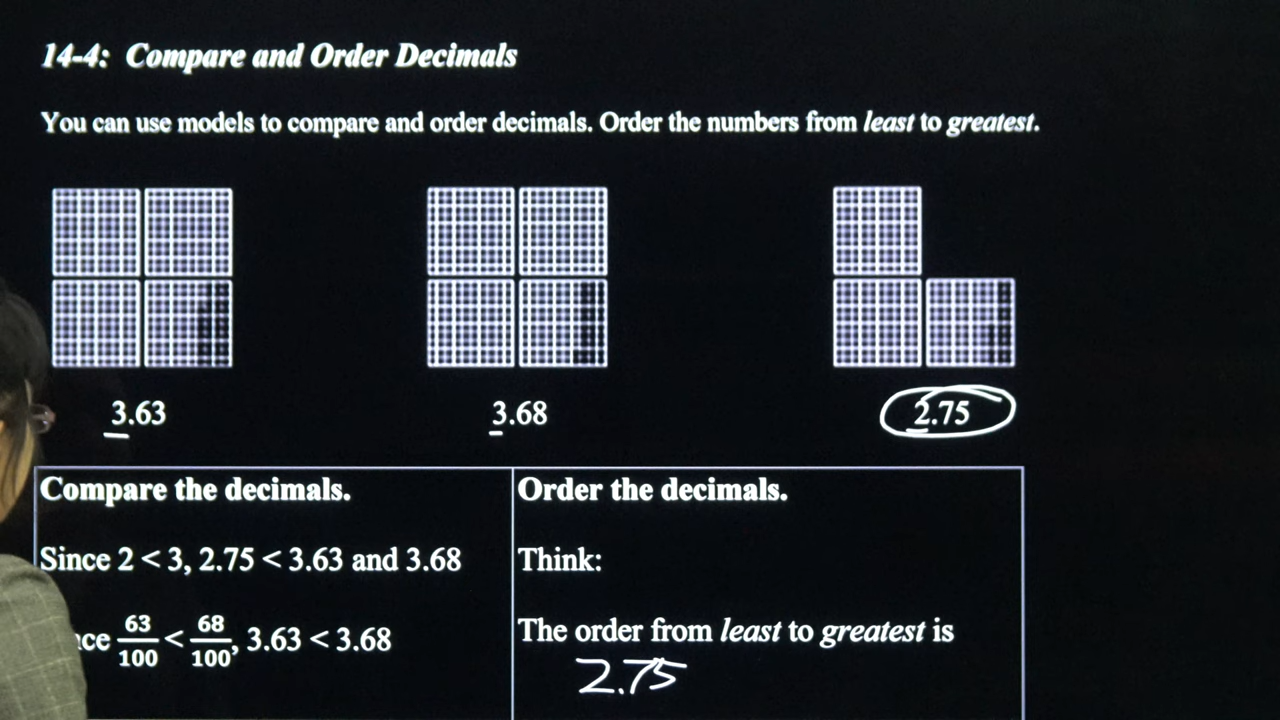 14-4: Compare and Order Decimals
You can use models to compare and order decimals. Order the numbers from least to greatest.
3.63 3.68 2.75
Compare the decimals.
Since 2 < 3, 2.75 < 3.63 and 3.68
63/100 < 68/100, 3.63 < 3.68
Order the decimals.
Think:
The order from least to greatest is
2.75